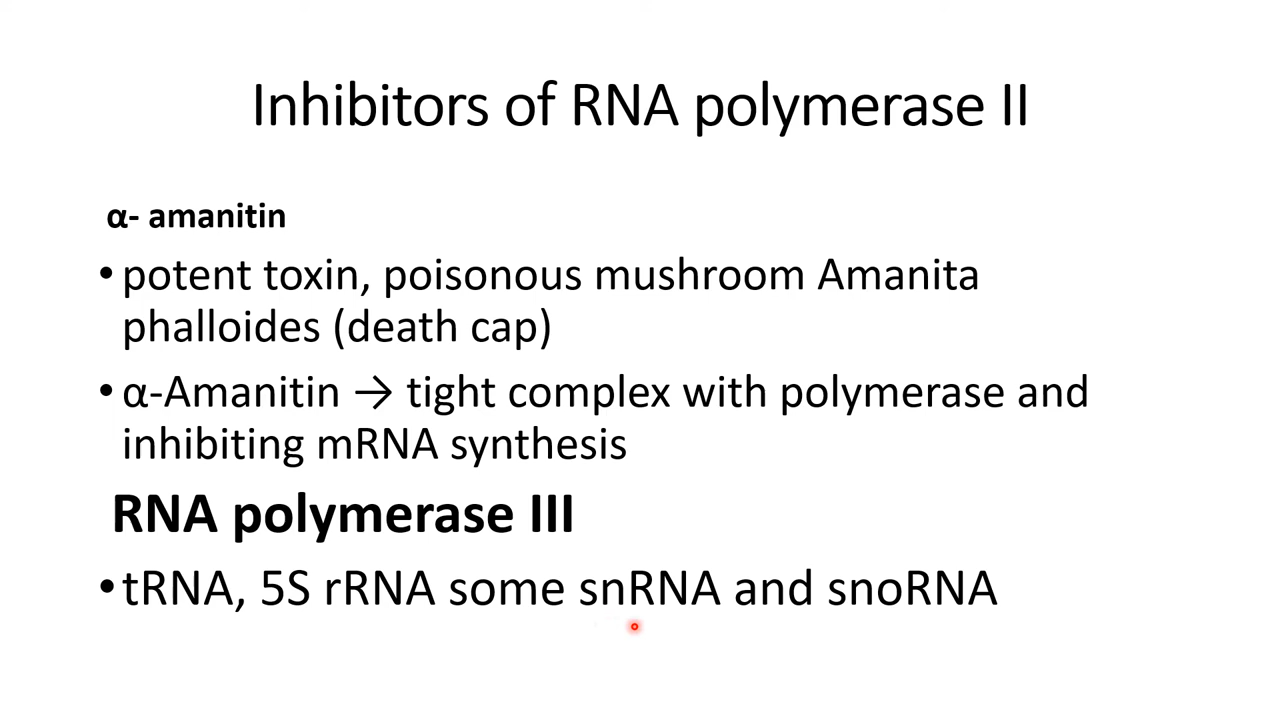 Inhibitors of RNA polymerase II
α- amanitin
• potent toxin, poisonous mushroom Amanita
phalloides (death cap)
• α-Amanitin → tight complex with polymerase and
inhibiting mRNA synthesis
RNA polymerase III
• tRNA, 5S rRNA some snRNA and snoRNA